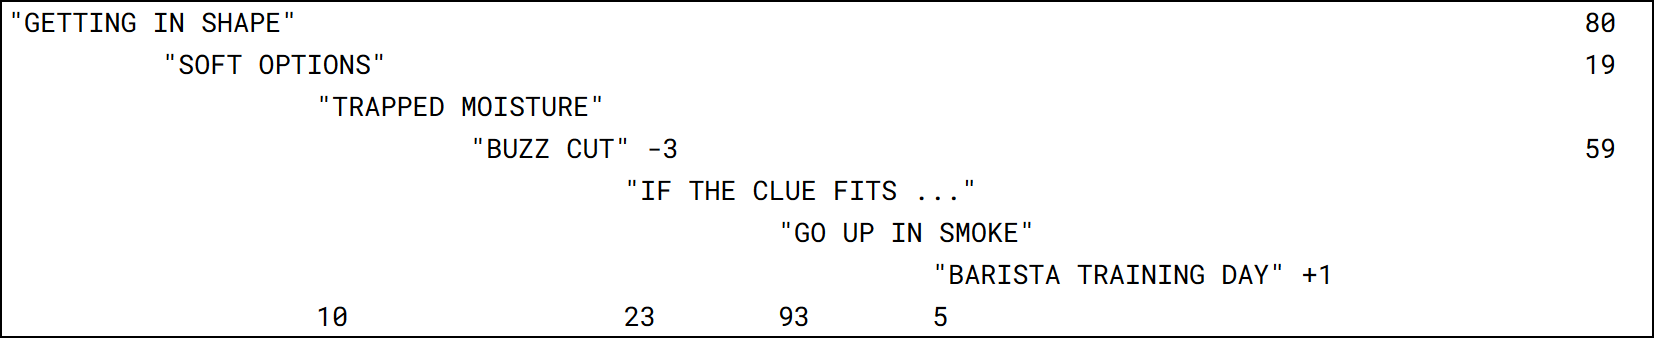 "GETTING IN SHAPE" 80
"SOFT OPTIONS" 19
"TRAPPED MOISTURE"
"BUZZ CUT" -3 59
"IF THE CLUE FITS ..."
"GO UP IN SMOKE"
"BARISTA TRAINING DAY" +1
10 23 93 5